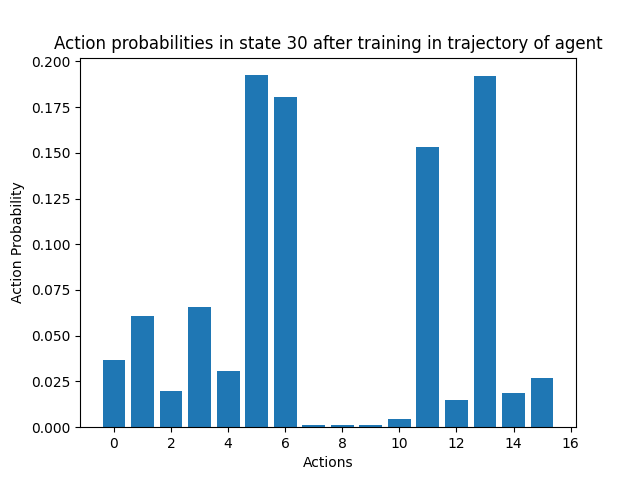 Action probabilities in state 30 after training in trajectory of agent
0.200
0.175
0.150
0.125
0.100
0.075
0.050
0.025
0.000
Action Probability
0 2 4 6 8 10 12 14 16
Actions